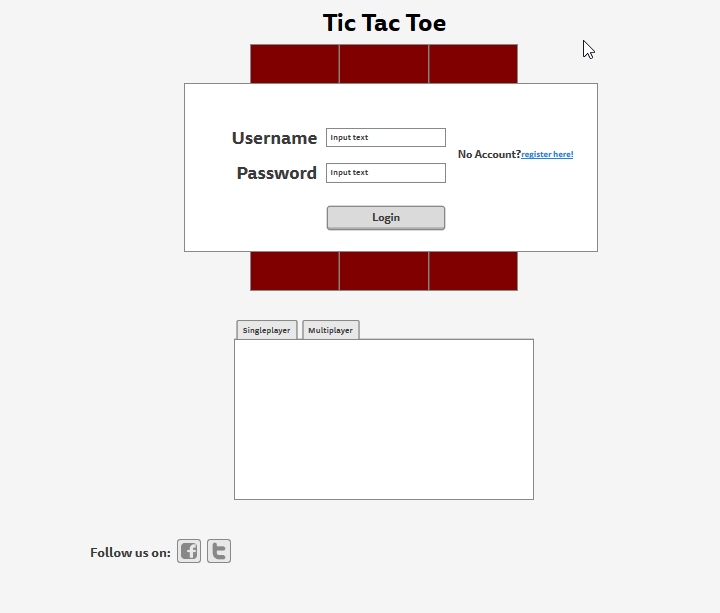 Tic Tac Toe
Username Input text
No Account?register here!
Password Input text
Login
Singleplayer Multiplayer
Follow us on: